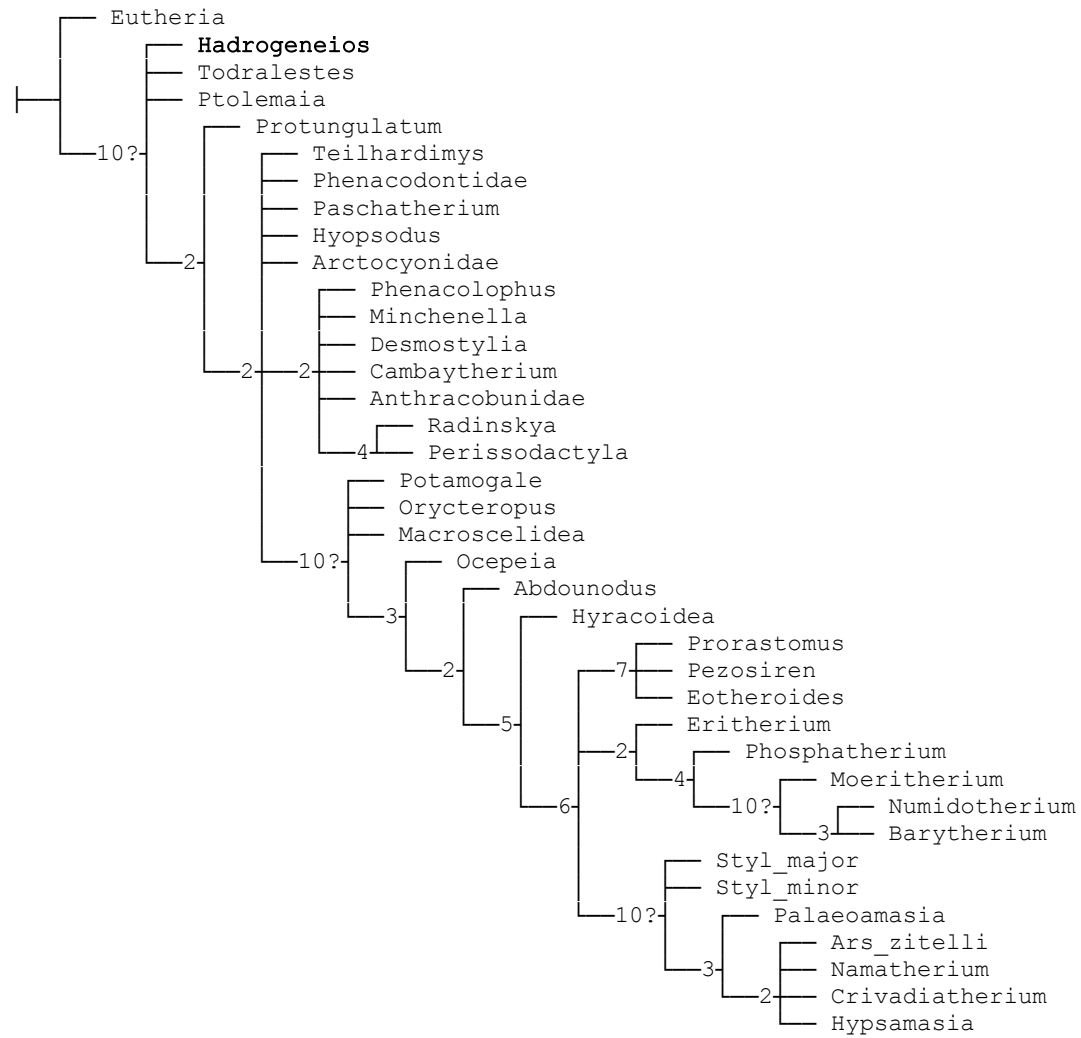 Eutheria
Hadrogeneios
Todralestes
Ptolemaia
Protungulatum
10? Teilhardimys
Phenacodontidae
Paschatherium
Hyopsodus
2 Arctocyonidae
Phenacolophus
Minchenella
Desmostylia
2 2 Cambaytherium
Anthracobunidae
Radinskya
4 Perissodactyla
Potamogale
Orycteropus
Macroscelidea
10? Ocepeia
Abdounodus
3 Hyracoidea
Prorastomus
2 7 Pezosiren
Eotheroides
5 Eritherium
2 Phosphatherium
4 Moeritherium
6 10? Numidotherium
3 Barytherium
Styl_major
Styl_minor
10? Palaeoamasia
Ars_zitelli
3 Namatherium
2 Crivadiatherium
Hypsamasia